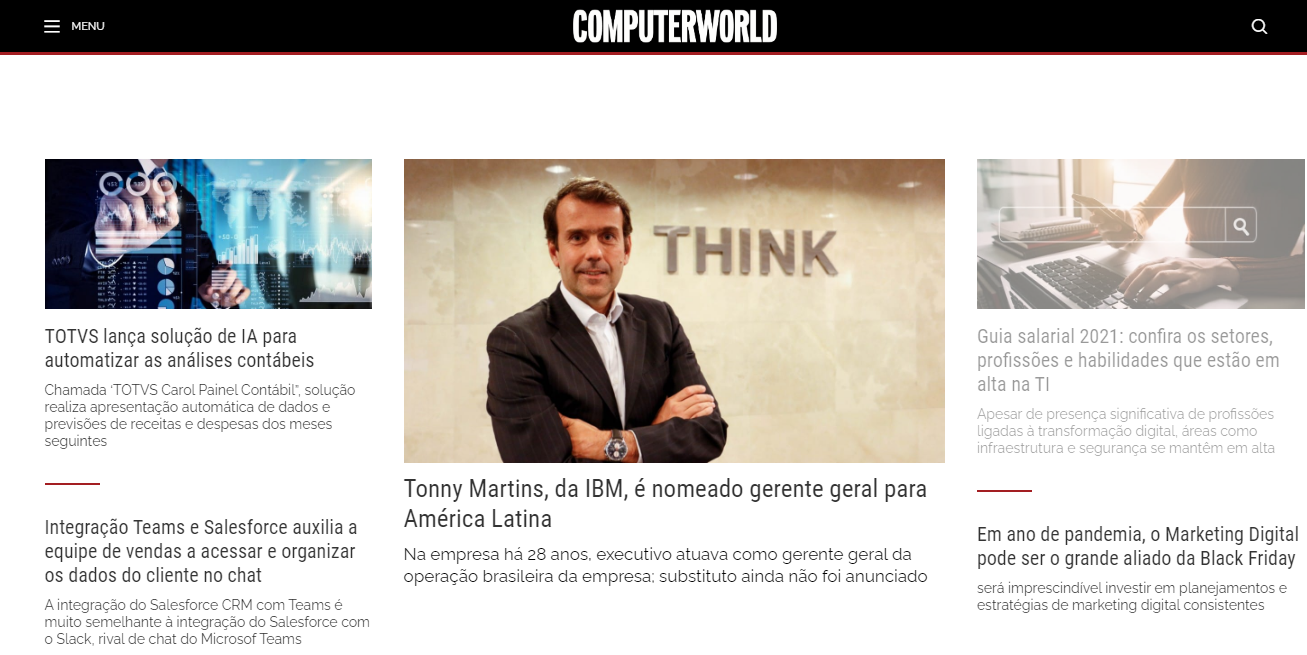 MENU
COMPUTERWORLD
TOTVS lança solução de IA para
automatizar as análises contábeis
Chamada ‘TOTVS Carol Painel Contábil”, solução
realiza apresentação automática de dados e
previsões de receitas e despesas dos meses
seguintes
Integração Teams e Salesforce auxilia a
equipe de vendas a acessar e organizar
os dados do cliente no chat
A integração do Salesforce CRM com Teams é
muito semelhante à integração do Salesforce com
o Slack, rival de chat do Microsof Teams
THINK
Tonny Martins, da IBM, é nomeado gerente geral para
América Latina
Na empresa há 28 anos, executivo atuava como gerente geral da
operação brasileira da empresa; substituto ainda não foi anunciado
Guia salarial 2021: confira os setores,
profissões e habilidades que estão em
alta na TI
Apesar de presença significativa de profissões
ligadas à transformação digital, áreas como
infraestrutura e segurança se mantêm em alta
Em ano de pandemia, o Marketing Digital
pode ser o grande aliado da Black Friday
será imprescindível investir em planejamentos e
estratégias de marketing digital consistentes